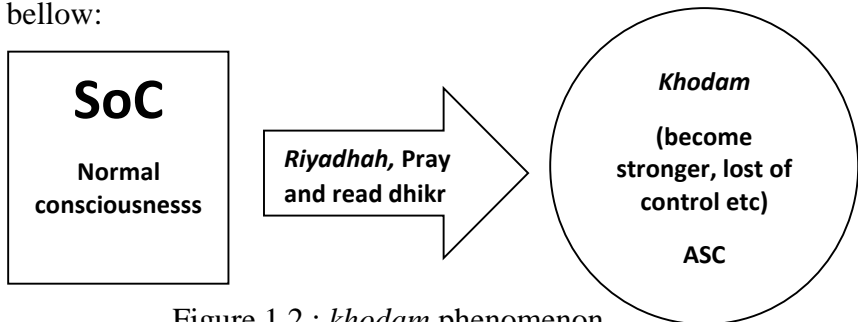 bellow:
SoC
Normal
consciousnesss
Riyadhah, Pray
and read dhikr
Khodam
(become
stronger, lost of
control etc)
ASC
Figure 1.2 : khodam phenomenon